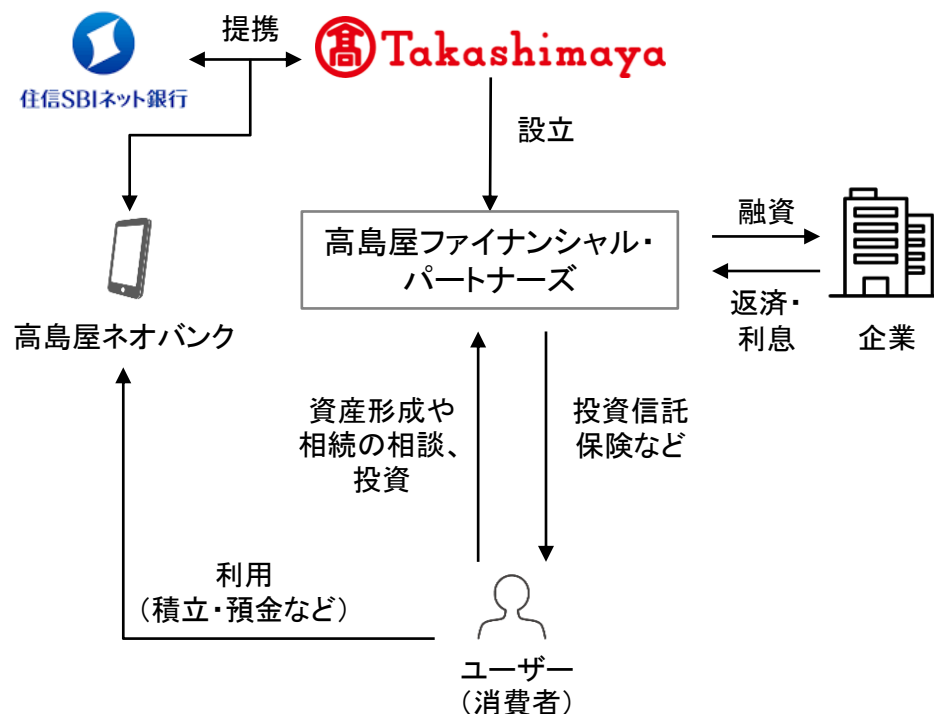 提携
髙 Takashimaya
住信SBIネット銀行
設立
高島屋ファイナンシャル・
パートナーズ
融資
返済・
利息
企業
高島屋ネオバンク
資産形成や
相続の相談、
投資
投資信託
保険など
利用
（積立・預金など）
ユーザー
（消費者）